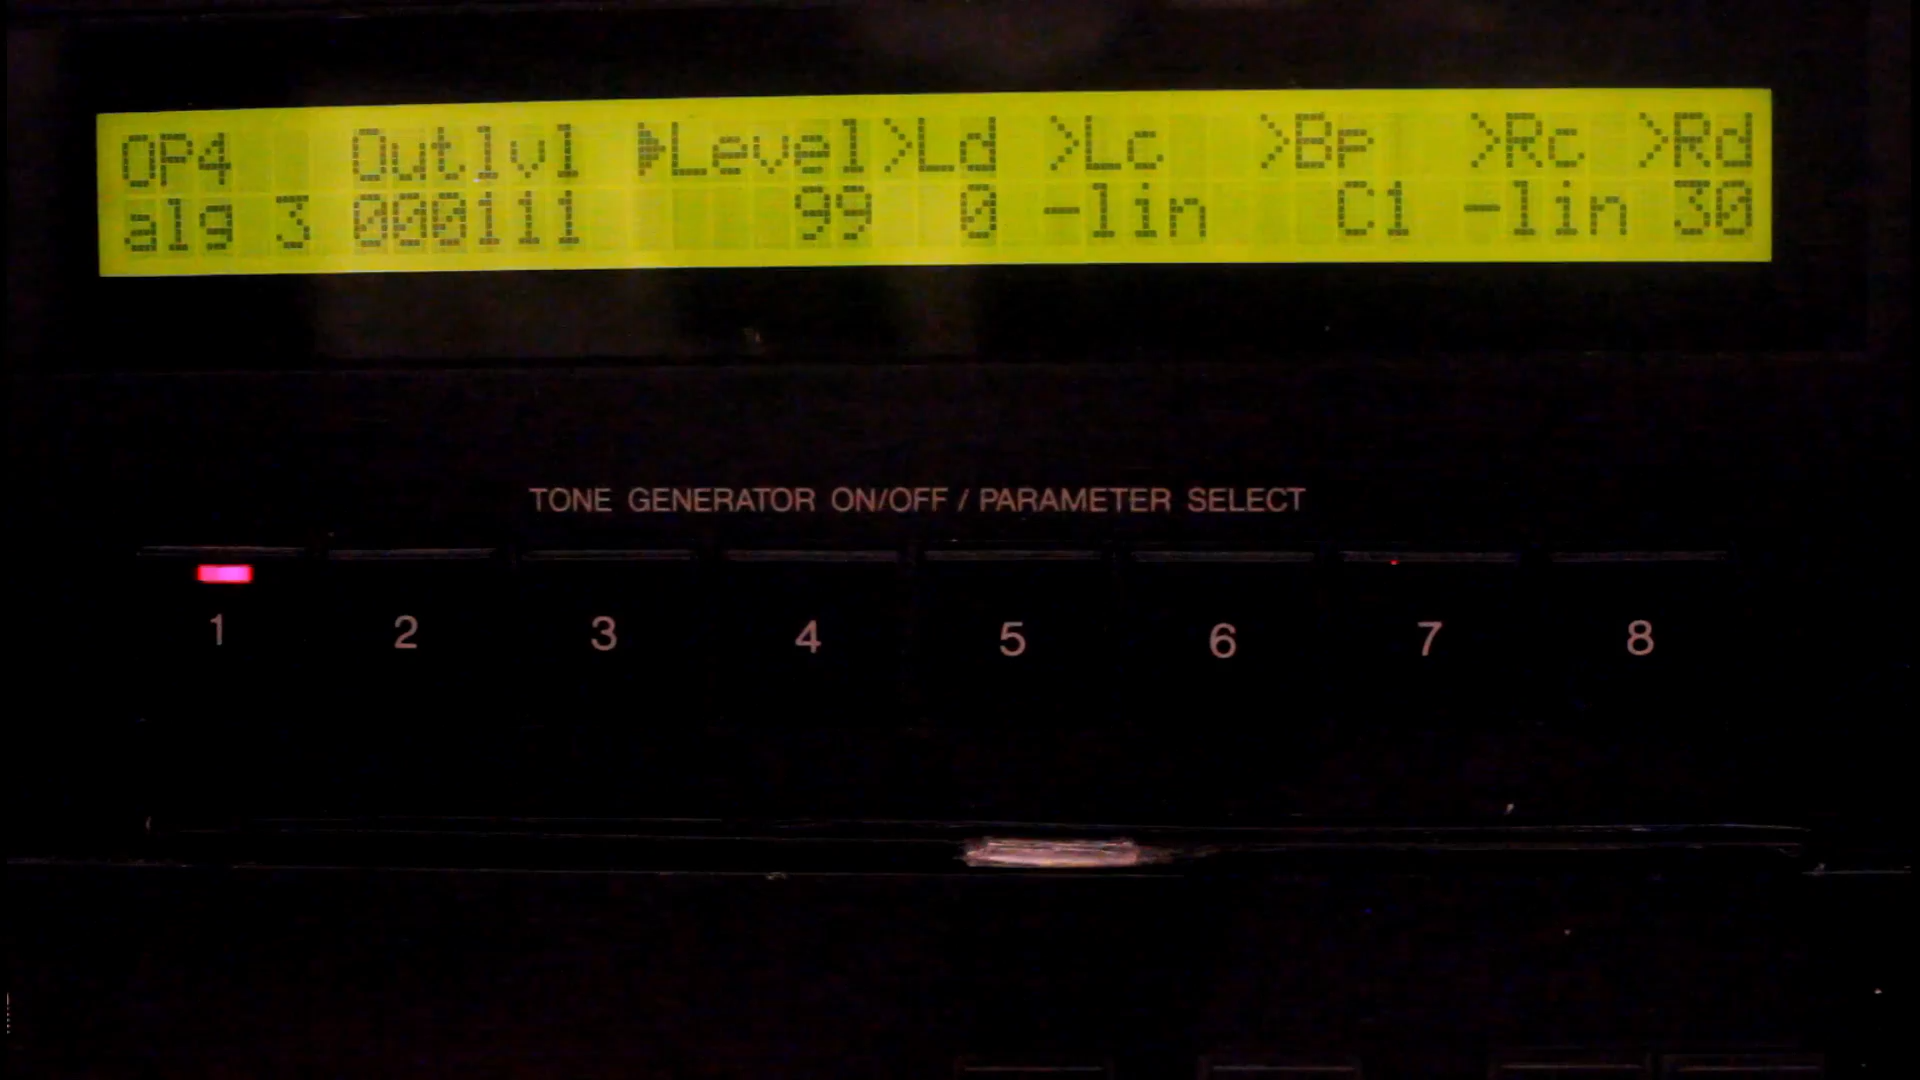 OP4 Outlvl ▶Level >Ld >Lc >Bp >Rc >Rd
alg 3 000111 99 0 -lin C1 -lin 30
TONE GENERATOR ON/OFF / PARAMETER SELECT
1 2 3 4 5 6 7 8